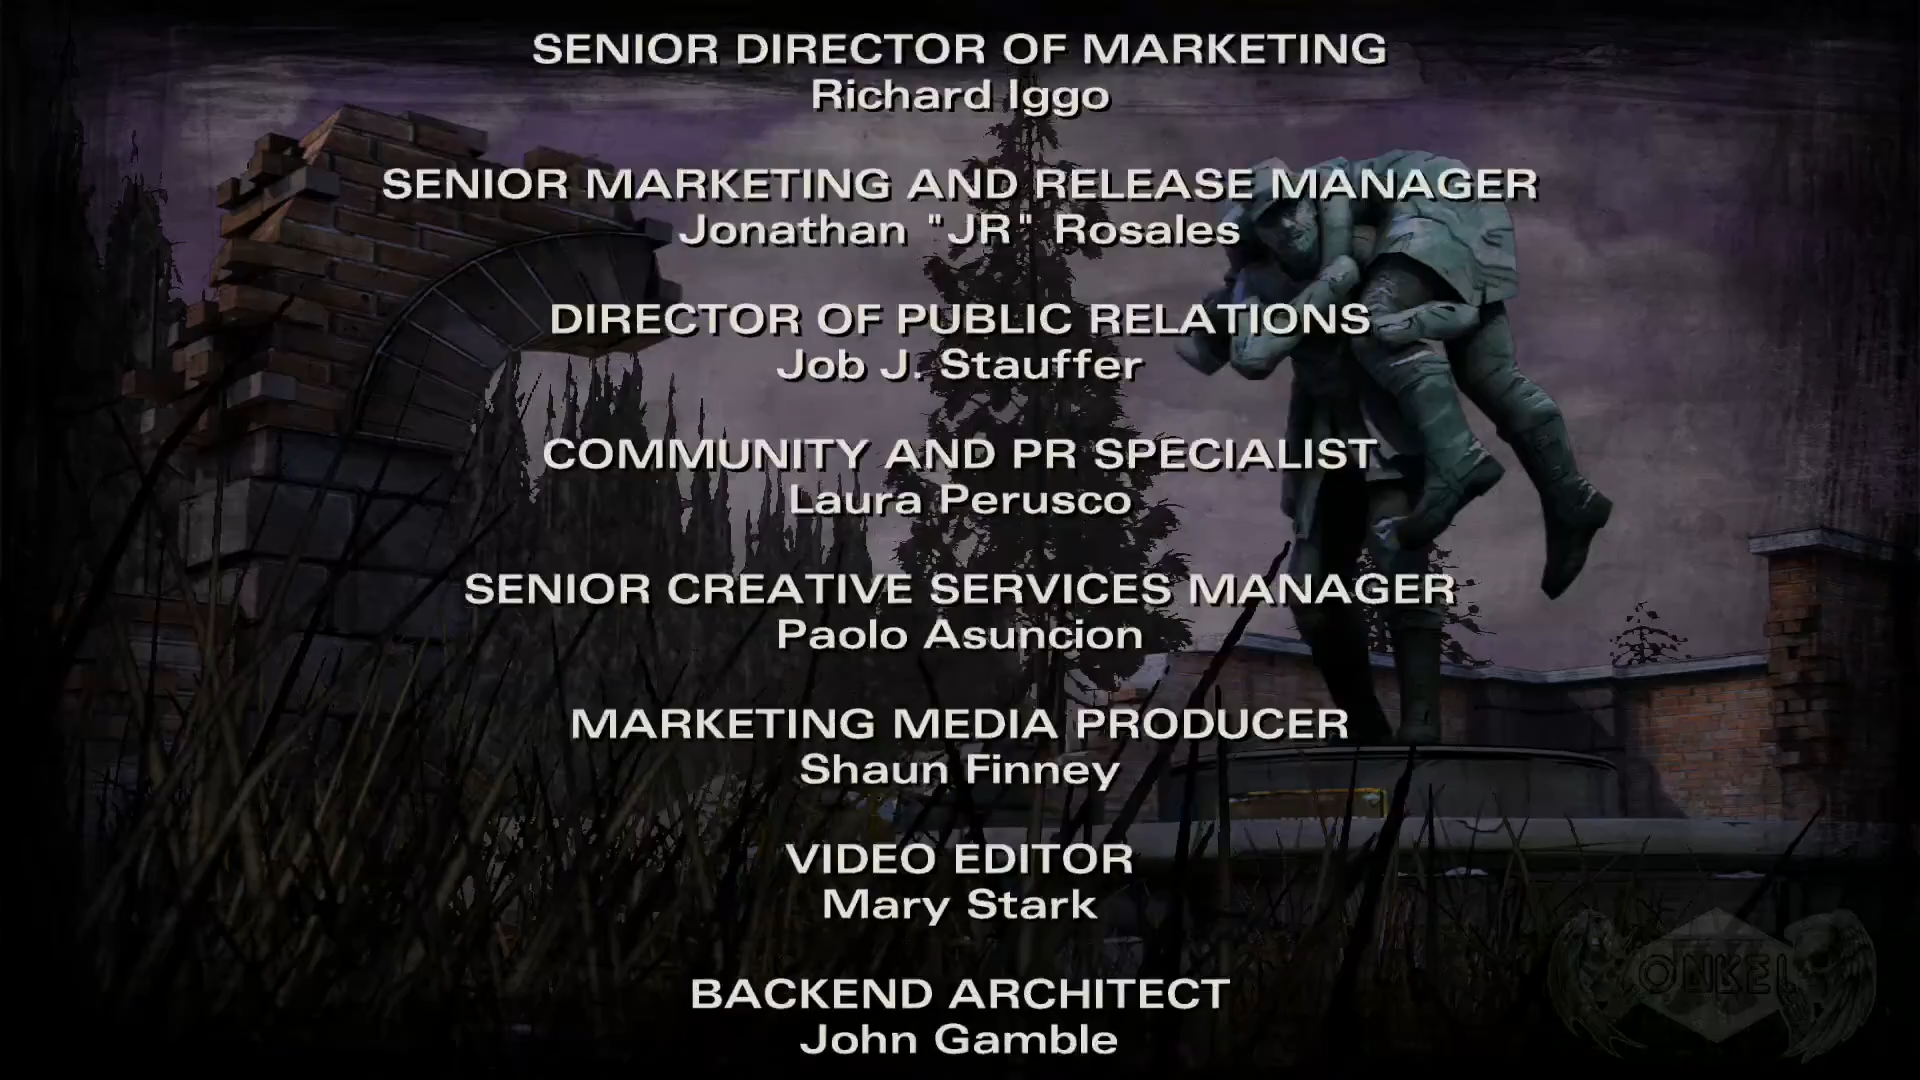 SENIOR DIRECTOR OF MARKETING
Richard Iggo
SENIOR MARKETING AND RELEASE MANAGER
Jonathan "JR" Rosales
DIRECTOR OF PUBLIC RELATIONS
Job J. Stauffer
COMMUNITY AND PR SPECIALIST
Laura Perusco
SENIOR CREATIVE SERVICES MANAGER
Paolo Asuncion
MARKETING MEDIA PRODUCER
Shaun Finney
VIDEO EDITOR
Mary Stark
BACKEND ARCHITECT
John Gamble
ONKEL